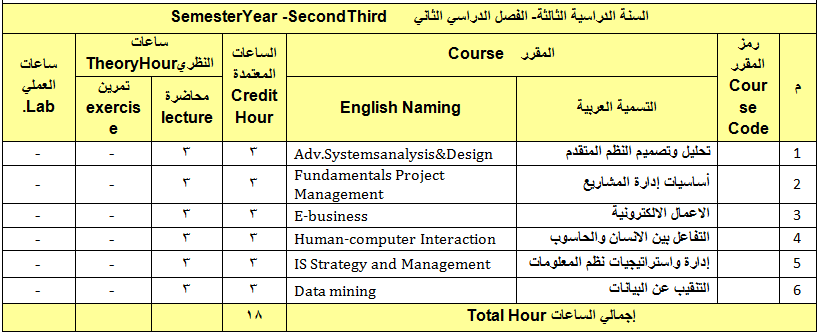 السنة الدراسية الثالثة- الفصل الدراسي الثاني SemesterYear -SecondThird
م
رمز
المقرر
Cour
se
Code
المقرر Course
التسمية العربية
English Naming
الساعات
المعتمدة
Credit
Hour
ساعات
النظريTheoryHour
محاضرة
lecture
تمرين
exercis
e
ساعات
العملي
.Lab
1 تحليل وتصميم النظم المتقدم Adv.Systemsanalysis&Design ٣ ٣ - -
2 أساسيات إدارة المشاريع Fundamentals Project
Management ٣ ٣ - -
3 الاعمال الالكترونية E-business ٣ ٣ - -
4 التفاعل بين الانسان والحاسوب Human-computer Interaction ٣ ٣ - -
5 إدارة واستراتيجيات نظم المعلومات IS Strategy and Management ٣ ٣ - -
6 التنقيب عن البيانات Data mining ٣ ٣ - -
إجمالي الساعات Total Hour ١٨